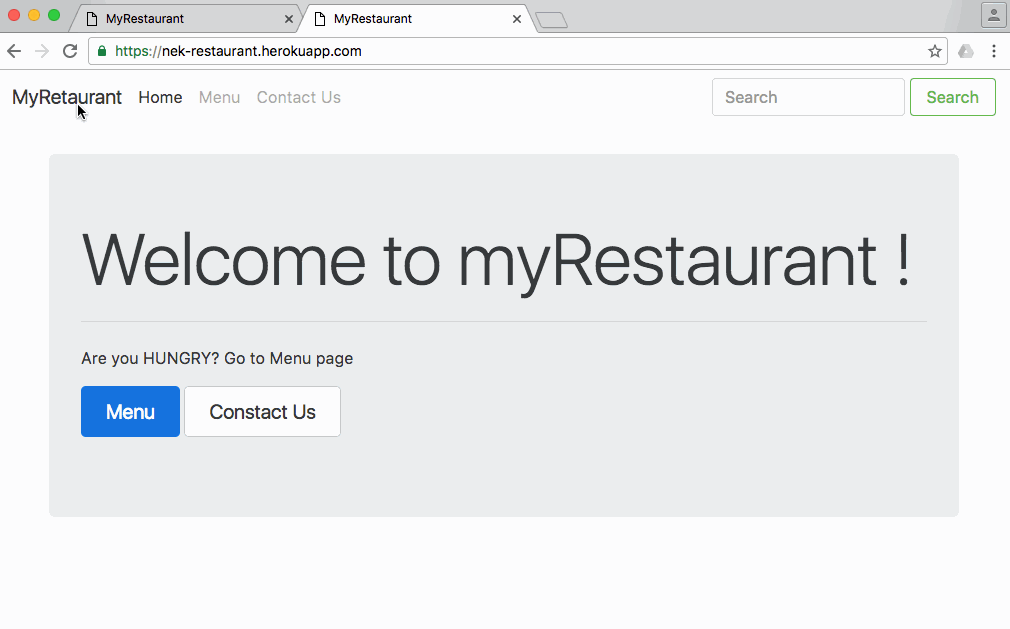 MyRestaurant MyRestaurant
https://nek-restaurant.herokuapp.com
MyRetaurant Home Menu Contact Us Search Search
Welcome to myRestaurant !
Are you HUNGRY? Go to Menu page
Menu Constact Us